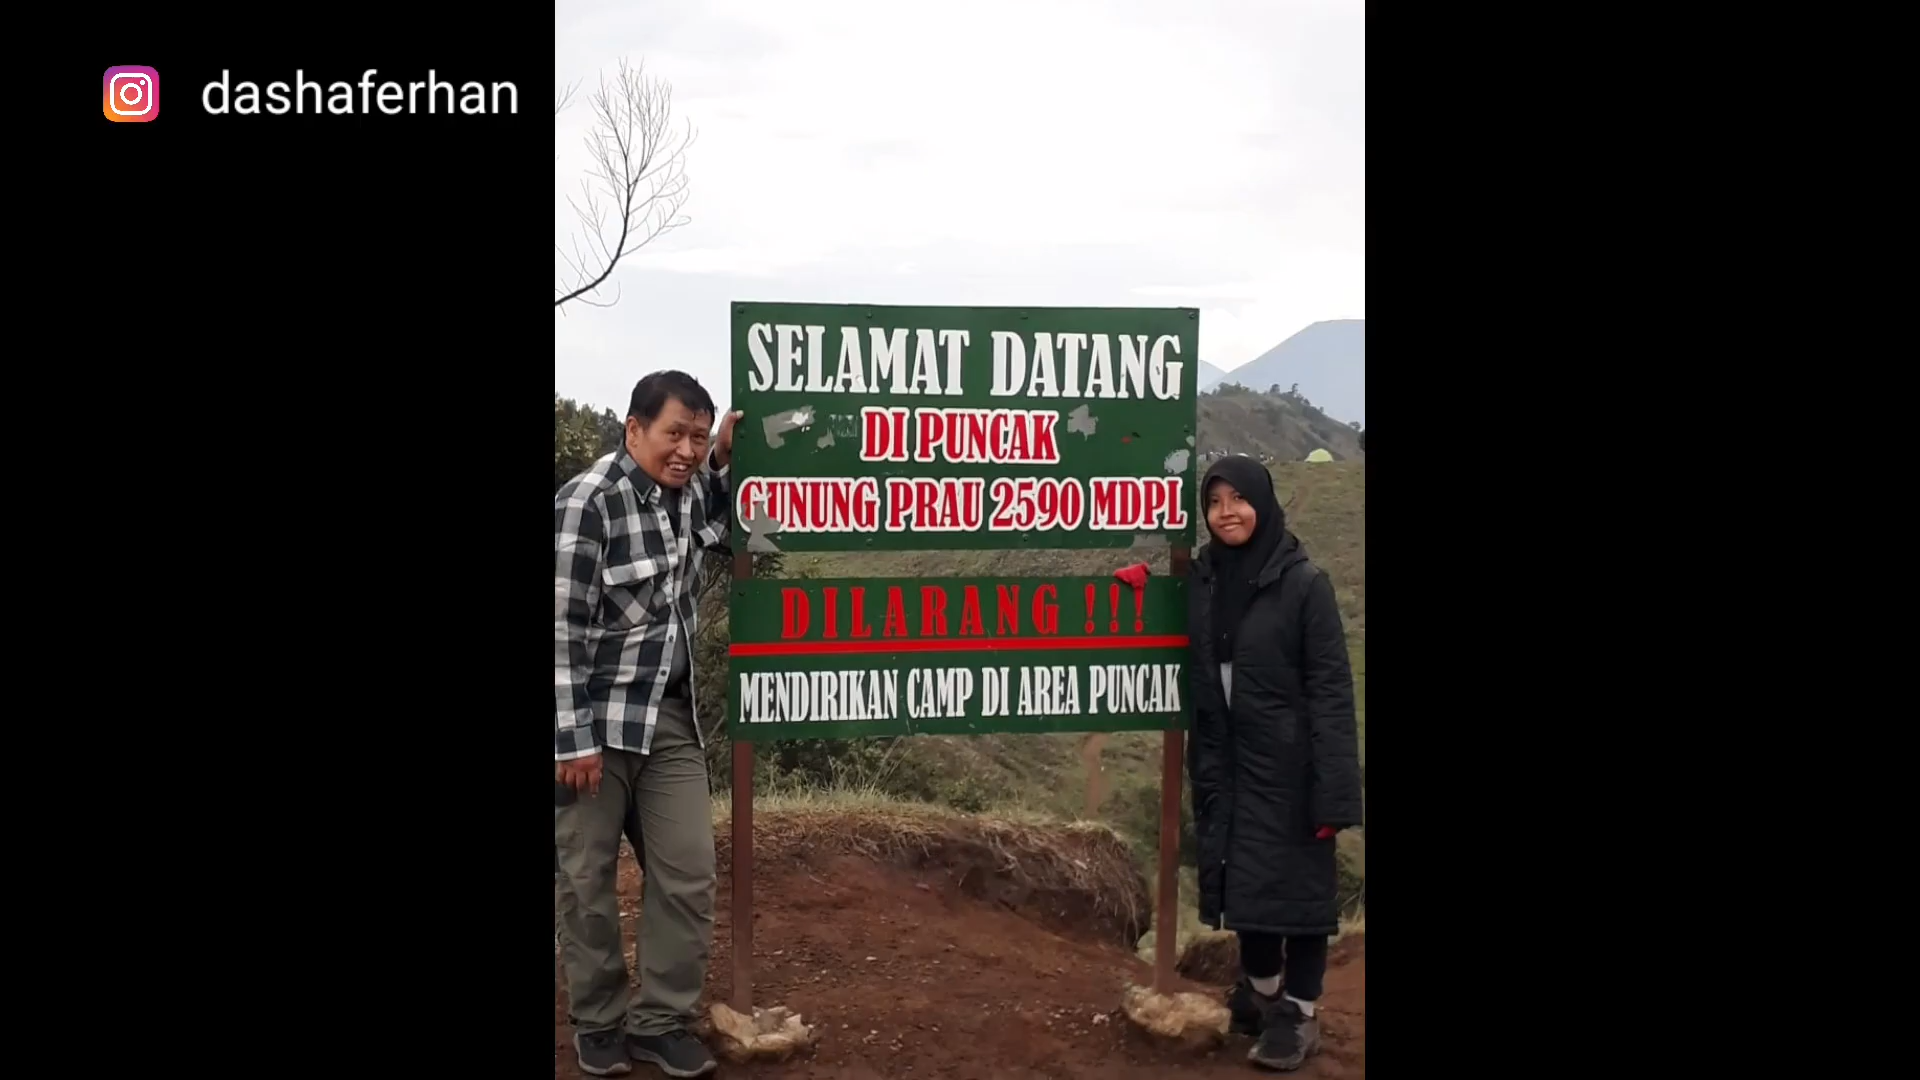 dashaferhan
SELAMAT DATANG
DI PUNCAK
GUNUNG PRAU 2590 MDPL
DILARANG !!!
MENDIRIKAN CAMP DI AREA PUNCAK